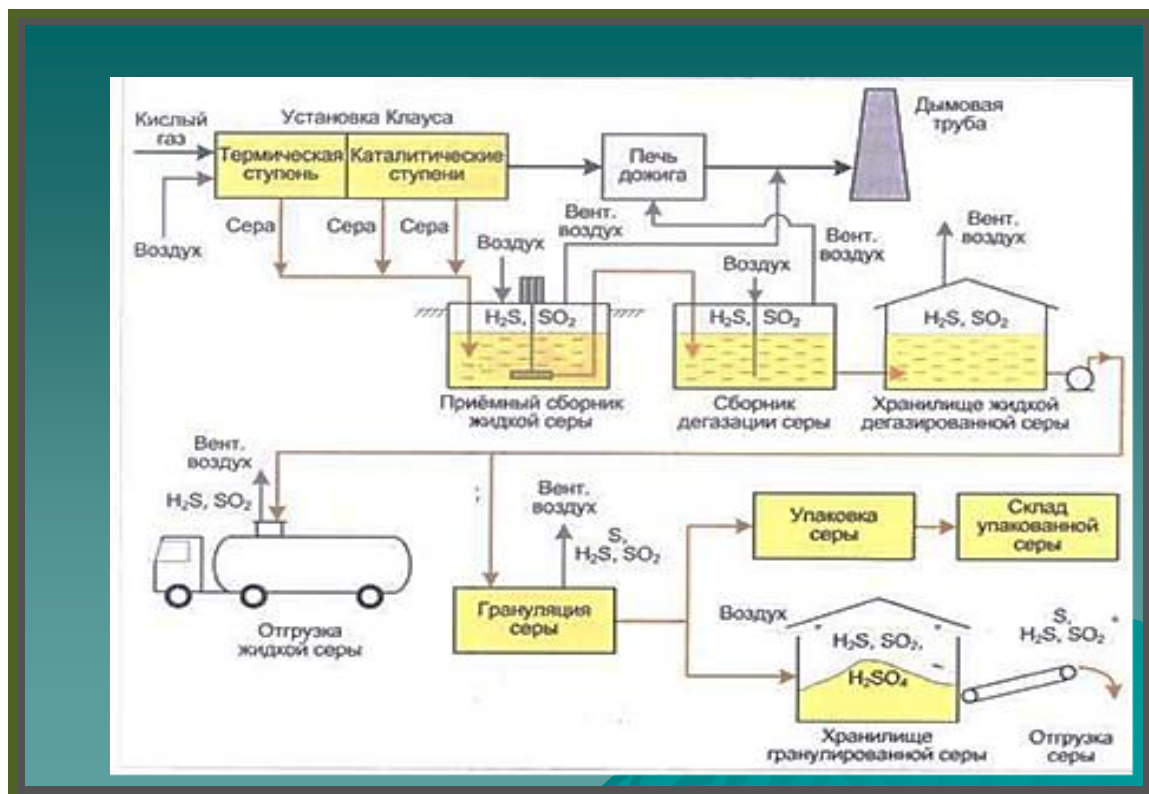 Кислый
газ
Установка Клауса
Термическая
ступень
Каталитические
ступени
Печь
дожига
Дымовая
труба
Воздух
Сера
Сера
Сера
Воздух
Вент.
воздух
Воздух
Вент.
воздух
Вент.
воздух
H₂S, SO₂
H₂S, SO₂
H₂S, SO₂
Приёмный сборник
жидкой серы
Сборник
дегазации серы
Хранилище жидкой
дегазированной серы
Вент.
воздух
H₂S, SO₂
Отгрузка
жидкой серы
Вент.
воздух
S,
H₂S, SO₂
Грануляция
серы
Упаковка
серы
Склад
упакованной
серы
Воздух
H₂S, SO₂,
H₂SO₄
Хранилище
гранулированной серы
S,
H₂S, SO₂
Отгрузка
серы